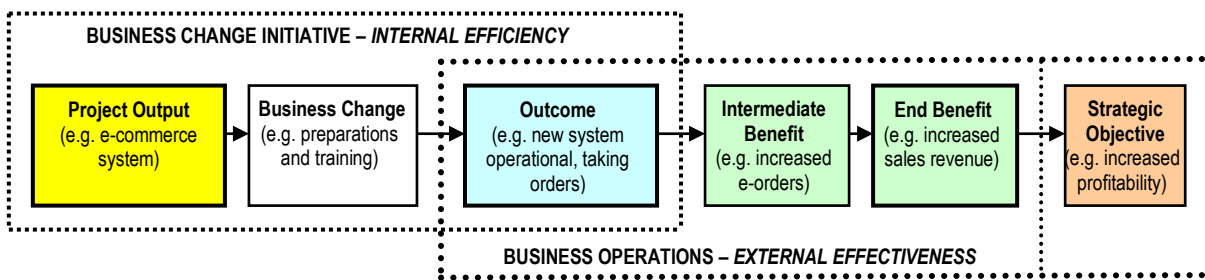 BUSINESS CHANGE INITIATIVE – INTERNAL EFFICIENCY
Project Output
(e.g. e-commerce
system)
Business Change
(e.g. preparations
and training)
Outcome
(e.g. new system
operational, taking
orders)
Intermediate
Benefit
(e.g. increased
e-orders)
End Benefit
(e.g. increased
sales revenue)
Strategic
Objective
(e.g. increased
profitability)
BUSINESS OPERATIONS – EXTERNAL EFFECTIVENESS